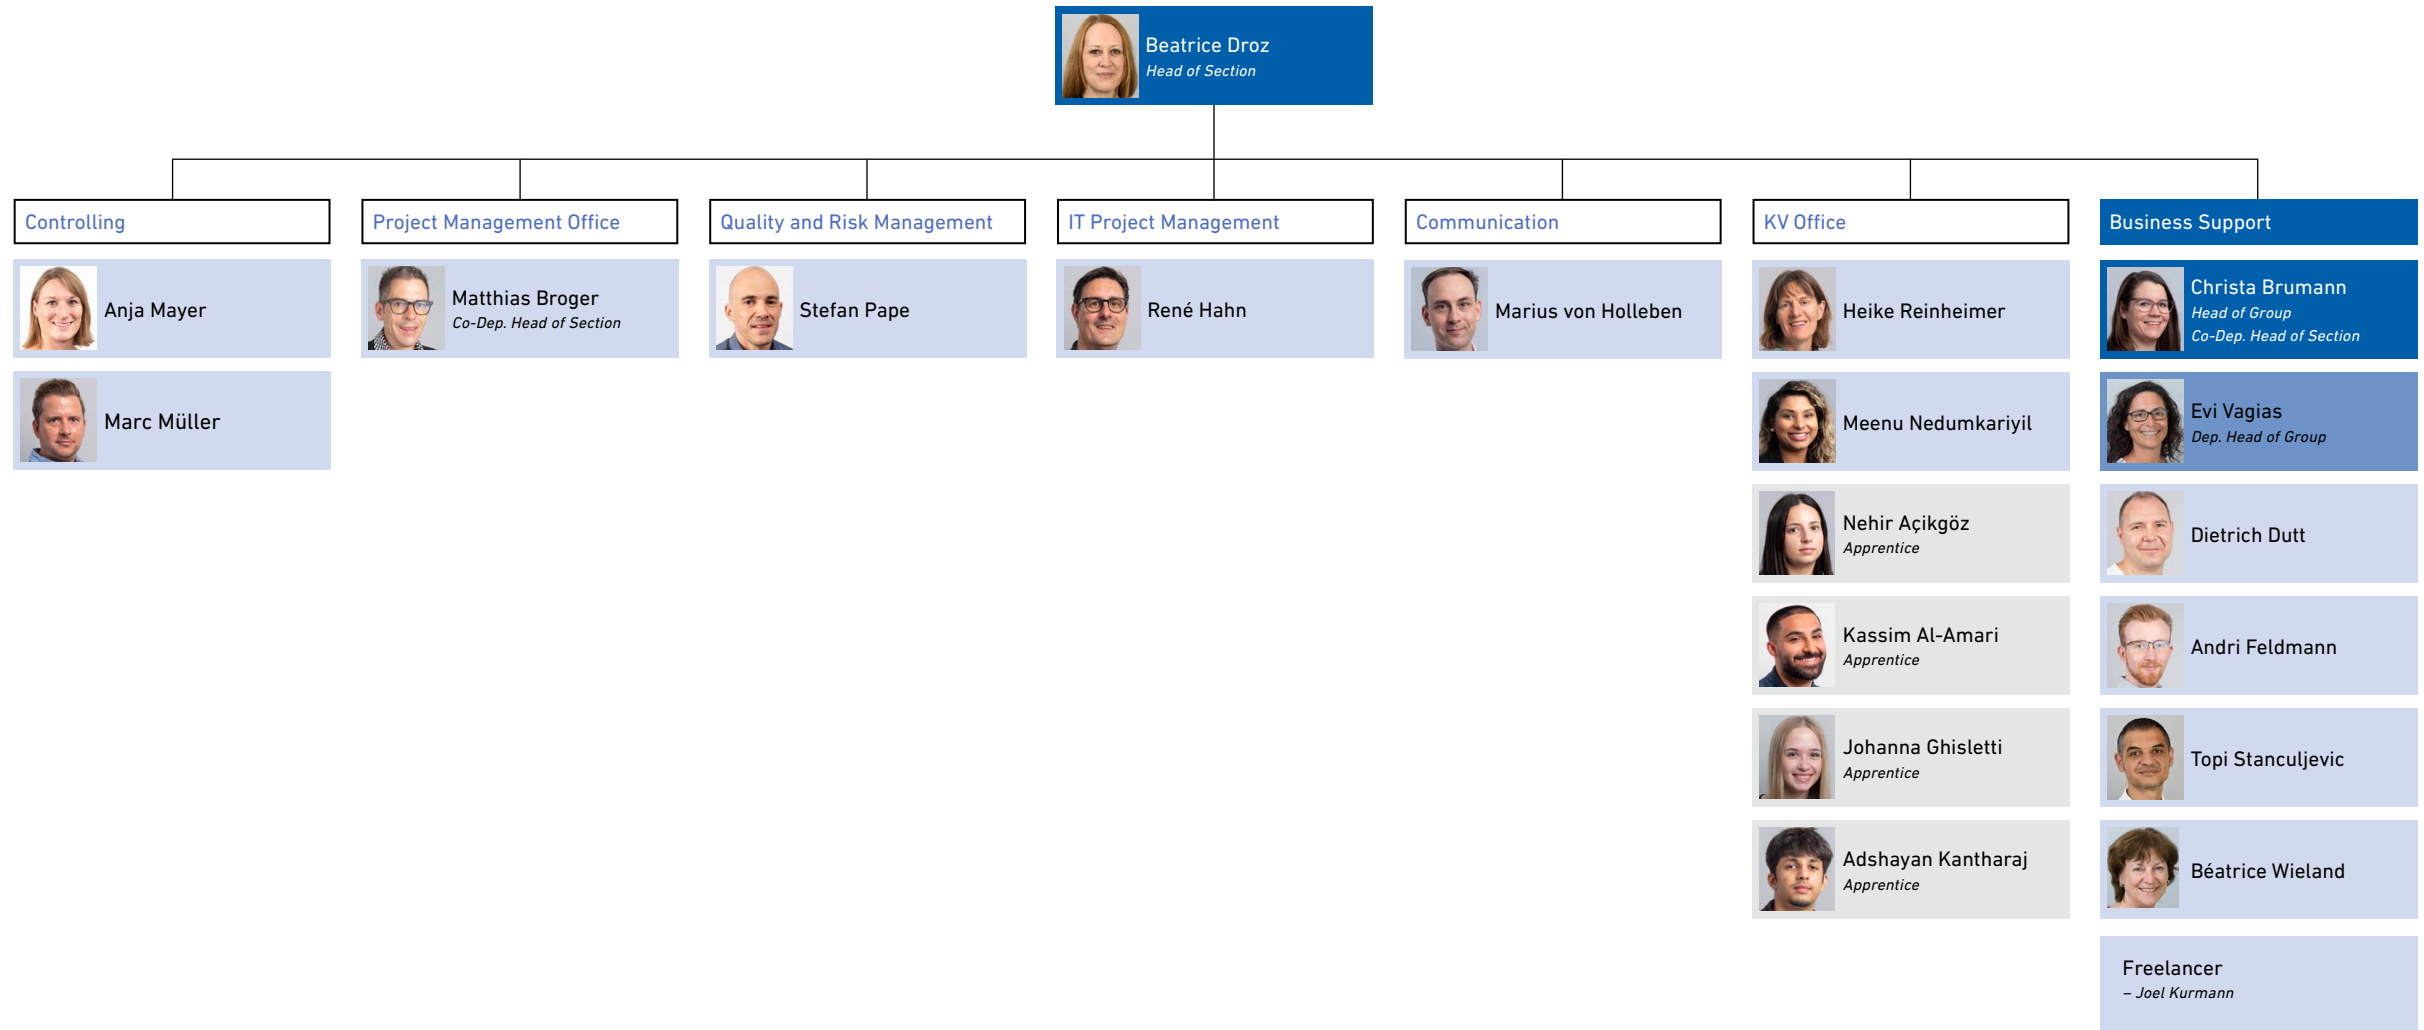 Beatrice Droz
Head of Section
Controlling
Anja Mayer
Marc Müller
Project Management Office
Matthias Broger
Co-Dep. Head of Section
Quality and Risk Management
Stefan Pape
IT Project Management
René Hahn
Communication
Marius von Holleben
KV Office
Heike Reinheimer
Meenu Nedumkariyil
Nehir Açikgöz
Apprentice
Kassim Al-Amari
Apprentice
Johanna Ghisletti
Apprentice
Adshayan Kantharaj
Apprentice
Business Support
Christa Brumann
Head of Group
Co-Dep. Head of Section
Evi Vagias
Dep. Head of Group
Dietrich Dutt
Andri Feldmann
Topi Stanculjevic
Béatrice Wieland
Freelancer
– Joel Kurmann